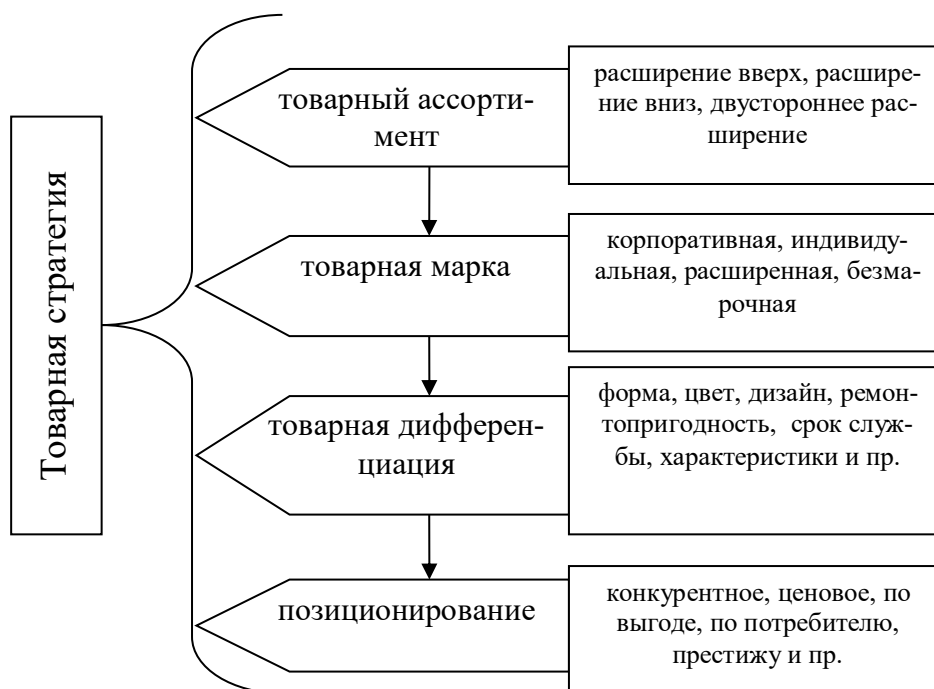 Товарная стратегия
товарный ассорти-
мент
расширение вверх, расшире-
ние вниз, двустороннее рас-
ширение
товарная марка
корпоративная, индивиду-
альная, расширенная, безма-
рочная
товарная дифферен-
циация
форма, цвет, дизайн, ремон-
топригодность, срок служ-
бы, характеристики и пр.
позиционирование
конкурентное, ценовое, по
выгоде, по потребителю,
престижу и пр.